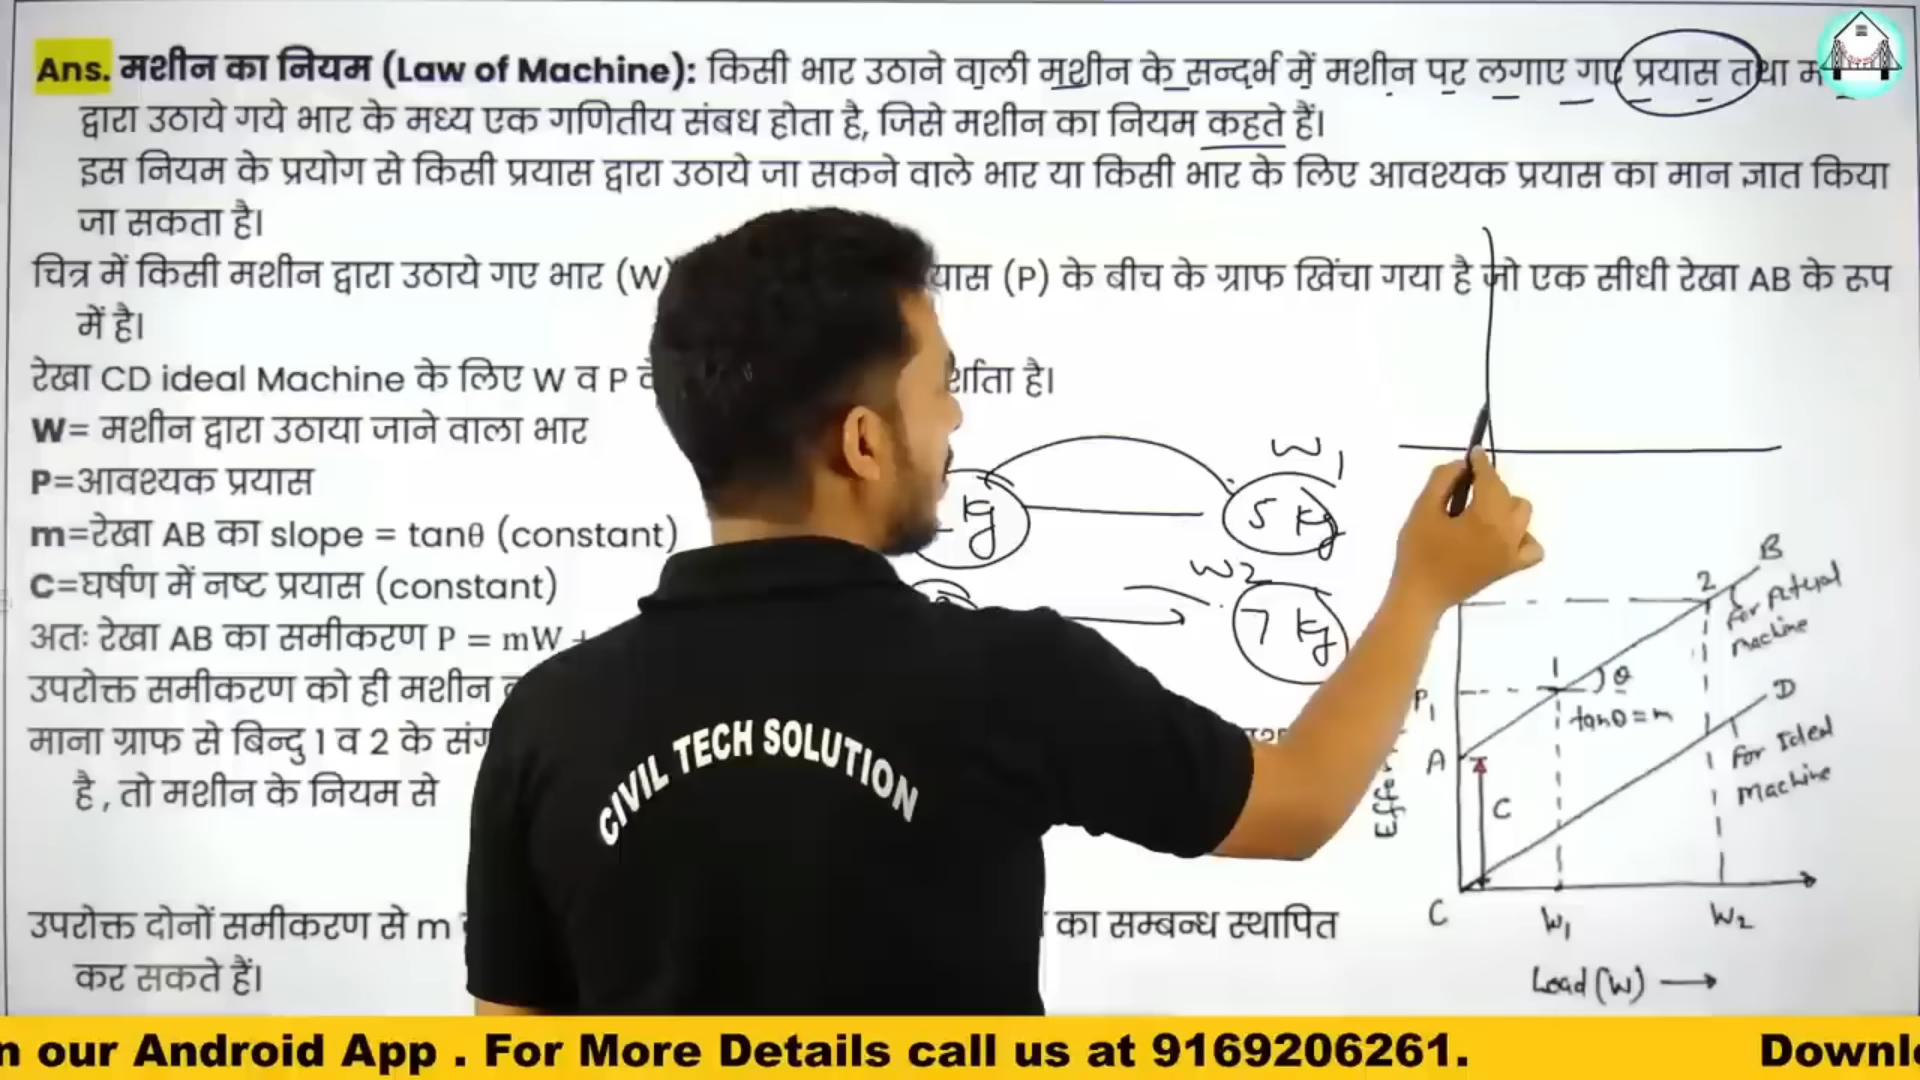 Ans. मशीन का नियम (Law of Machine): किसी भार उठाने वाली मशीन के सन्दर्भ में मशीन पर लगाए गए प्रयास तथा
द्वारा उठाये गये भार के मध्य एक गणितीय संबध होता है, जिसे मशीन का नियम कहते हैं।
इस नियम के प्रयोग से किसी प्रयास द्वारा उठाये जा सकने वाले भार या किसी भार के लिए आवश्यक प्रयास का मान ज्ञात किया
जा सकता है।
चित्र में किसी मशीन द्वारा उठाये गए भार (W) (P) के बीच के ग्राफ खिंचा गया है जो एक सीधी रेखा AB के रूप
में है।
रेखा CD ideal Machine के लिए W व P है।
W= मशीन द्वारा उठाया जाने वाला भार
P=आवश्यक प्रयास
m=रेखा AB का slope = tanθ (constant)
C=घर्षण में नष्ट प्रयास (constant)
अतः रेखा AB का समीकरण P = mW +
उपरोक्त समीकरण को ही मशीन
माना ग्राफ से बिन्दु 1 व 2 के
है , तो मशीन के नियम से
उपरोक्त दोनों समीकरण से m का सम्बन्ध स्थापित
कर सकते हैं।
W1
kg 5 kg
W2
7 kg
B
2
for Actual
Machine
1
θ
P1
tanθ=m
D
A
for Ideal
Machine
C
Effort
C
W1
W2
Load (W)
CIVIL TECH SOLUTION
our Android App . For More Details call us at 9169206261.